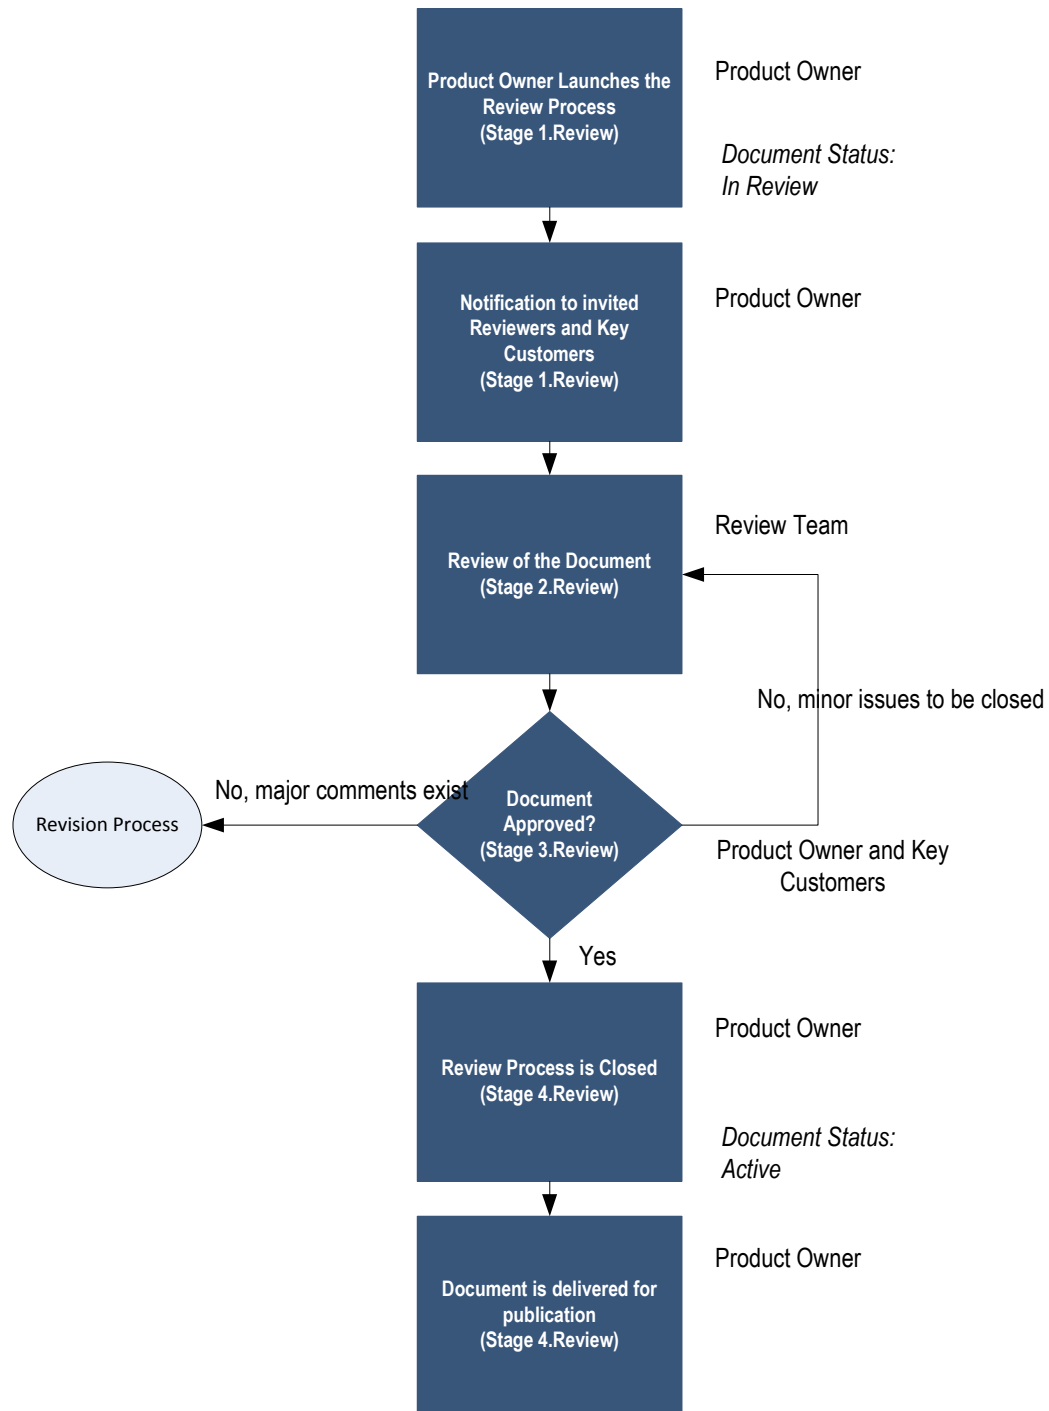 Product Owner Launches the
Review Process
(Stage 1.Review)
Product Owner
Document Status:
In Review
Notification to invited
Reviewers and Key
Customers
(Stage 1.Review)
Product Owner
Review of the Document
(Stage 2.Review)
Review Team
No, minor issues to be closed
No, major comments exist
Revision Process
Document
Approved?
(Stage 3.Review)
Product Owner and Key
Customers
Yes
Review Process is Closed
(Stage 4.Review)
Product Owner
Document Status:
Active
Document is delivered for
publication
(Stage 4.Review)
Product Owner